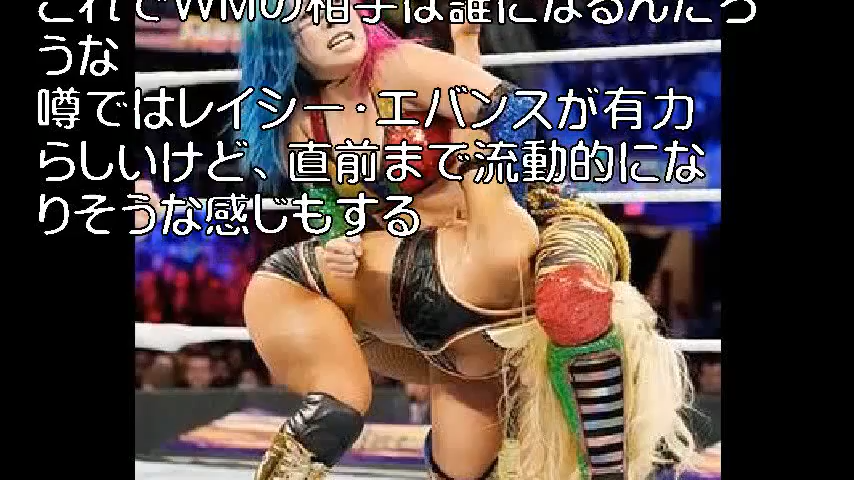 これでWMの相手は誰になるんだろ
うな
噂ではレイシー・エバンスが有力
らしいけど、直前まで流動的にな
りそうな感じもする